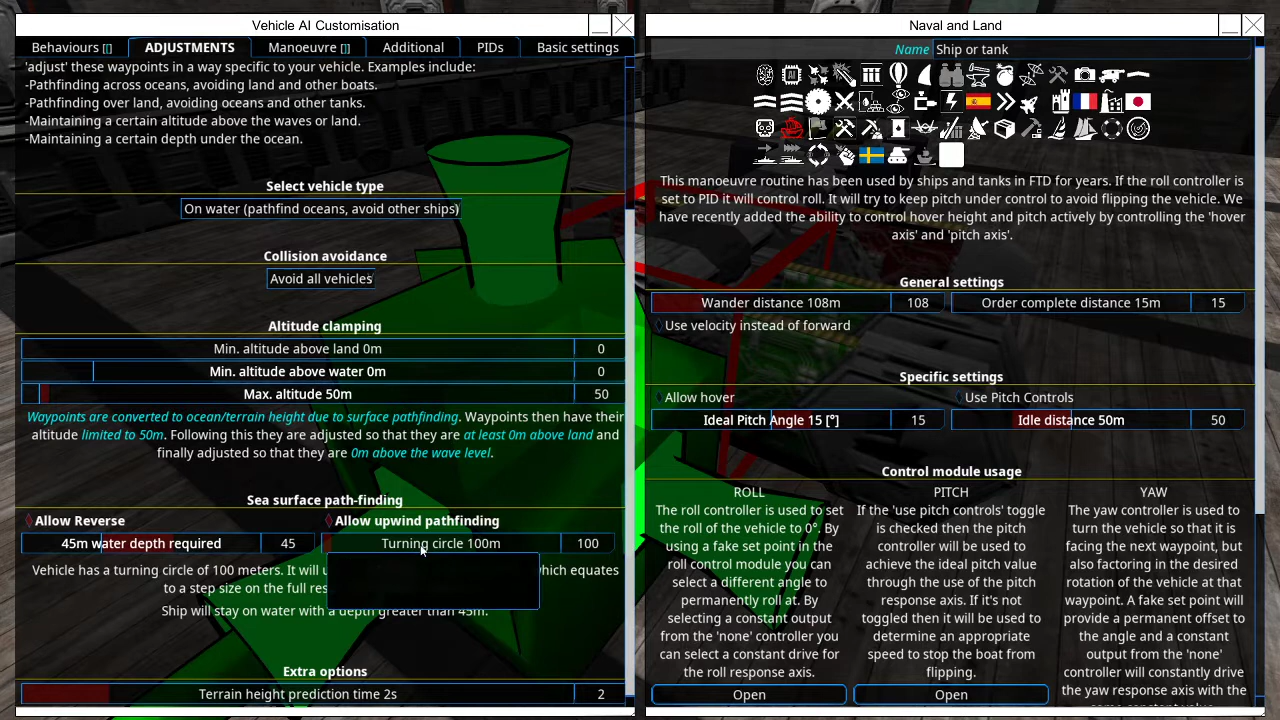 Vehicle AI Customisation
Behaviours [[]
ADJUSTMENTS
Manoeuvre []]
Additional
PIDs
Basic settings
'adjust' these waypoints in a way specific to your vehicle. Examples include:
-Pathfinding across oceans, avoiding land and other boats.
-Pathfinding over land, avoiding oceans and other tanks.
-Maintaining a certain altitude above the waves or land.
-Maintaining a certain depth under the ocean.
Select vehicle type
On water (pathfind oceans, avoid other ships)
Collision avoidance
Avoid all vehicles
Altitude clamping
Min. altitude above land 0m 0
Min. altitude above water 0m 0
Max. altitude 50m 50
Waypoints are converted to ocean/terrain height due to surface pathfinding. Waypoints then have their
altitude limited to 50m. Following this they are adjusted so that they are at least 0m above land and
finally adjusted so that they are 0m above the wave level.
Sea surface path-finding
Allow Reverse
Allow upwind pathfinding
45m water depth required 45
Turning circle 100m 100
Vehicle has a turning circle of 100 meters. It will u which equates
to a step size on the full res
Ship will stay on water with a depth greater than 45m.
Extra options
Terrain height prediction time 2s 2
Naval and Land
Name Ship or tank
This manoeuvre routine has been used by ships and tanks in FTD for years. If the roll controller is
set to PID it will control roll. It will try to keep pitch under control to avoid flipping the vehicle. We
have recently added the ability to control hover height and pitch actively by controlling the 'hover
axis' and 'pitch axis'.
General settings
Wander distance 108m 108
Order complete distance 15m 15
Use velocity instead of forward
Specific settings
Allow hover
Use Pitch Controls
Ideal Pitch Angle 15 [°] 15
Idle distance 50m 50
Control module usage
ROLL
The roll controller is used to set
the roll of the vehicle to 0°. By
using a fake set point in the
roll control module you can
select a different angle to
permanently roll at. By
selecting a constant output
from the 'none' controller you
can select a constant drive for
the roll response axis.
Open
PITCH
If the 'use pitch controls' toggle
is checked then the pitch
controller will be used to
achieve the ideal pitch value
through the use of the pitch
response axis. If it's not
toggled then it will be used to
determine an appropriate
speed to stop the boat from
flipping.
Open
YAW
The yaw controller is used to
turn the vehicle so that it is
facing the next waypoint, but
also factoring in the desired
rotation of the vehicle at that
waypoint. A fake set point will
provide a permanent offset to
the angle and a constant
output from the 'none'
controller will constantly drive
the yaw response axis with the